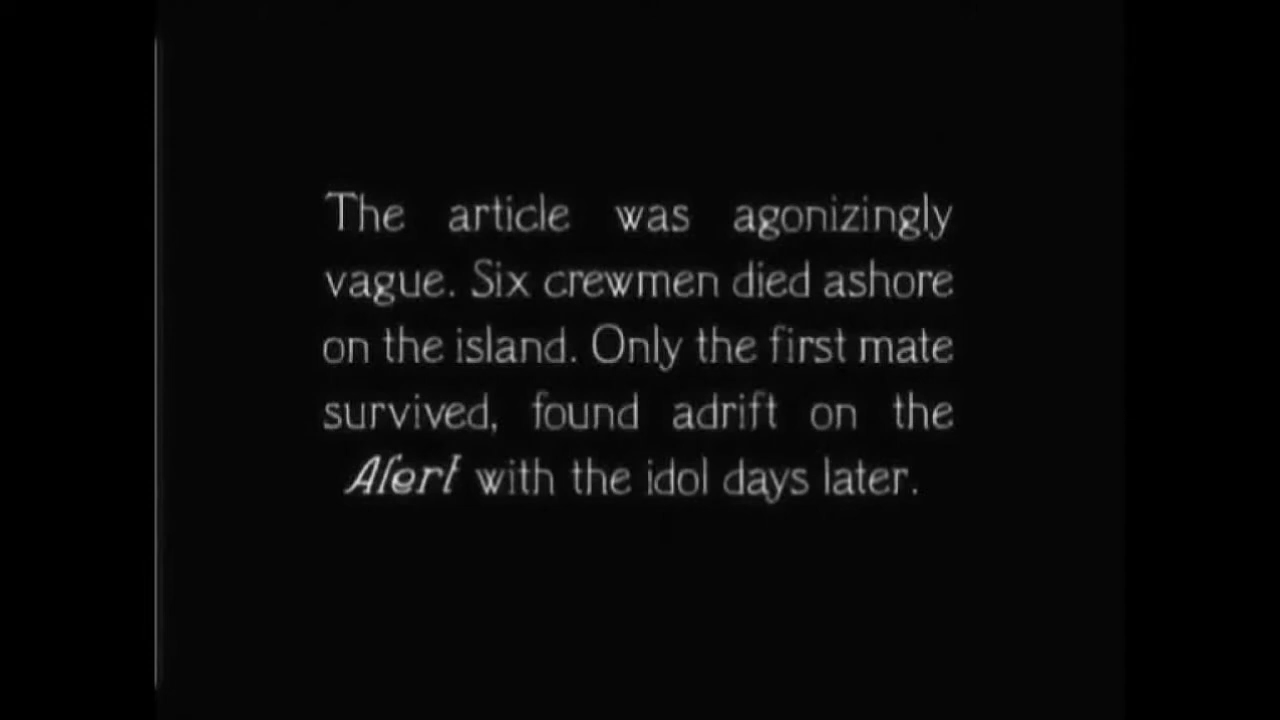 The article was agonizingly
vague. Six crewmen died ashore
on the island. Only the first mate
survived, found adrift on the
Alert with the idol days later.